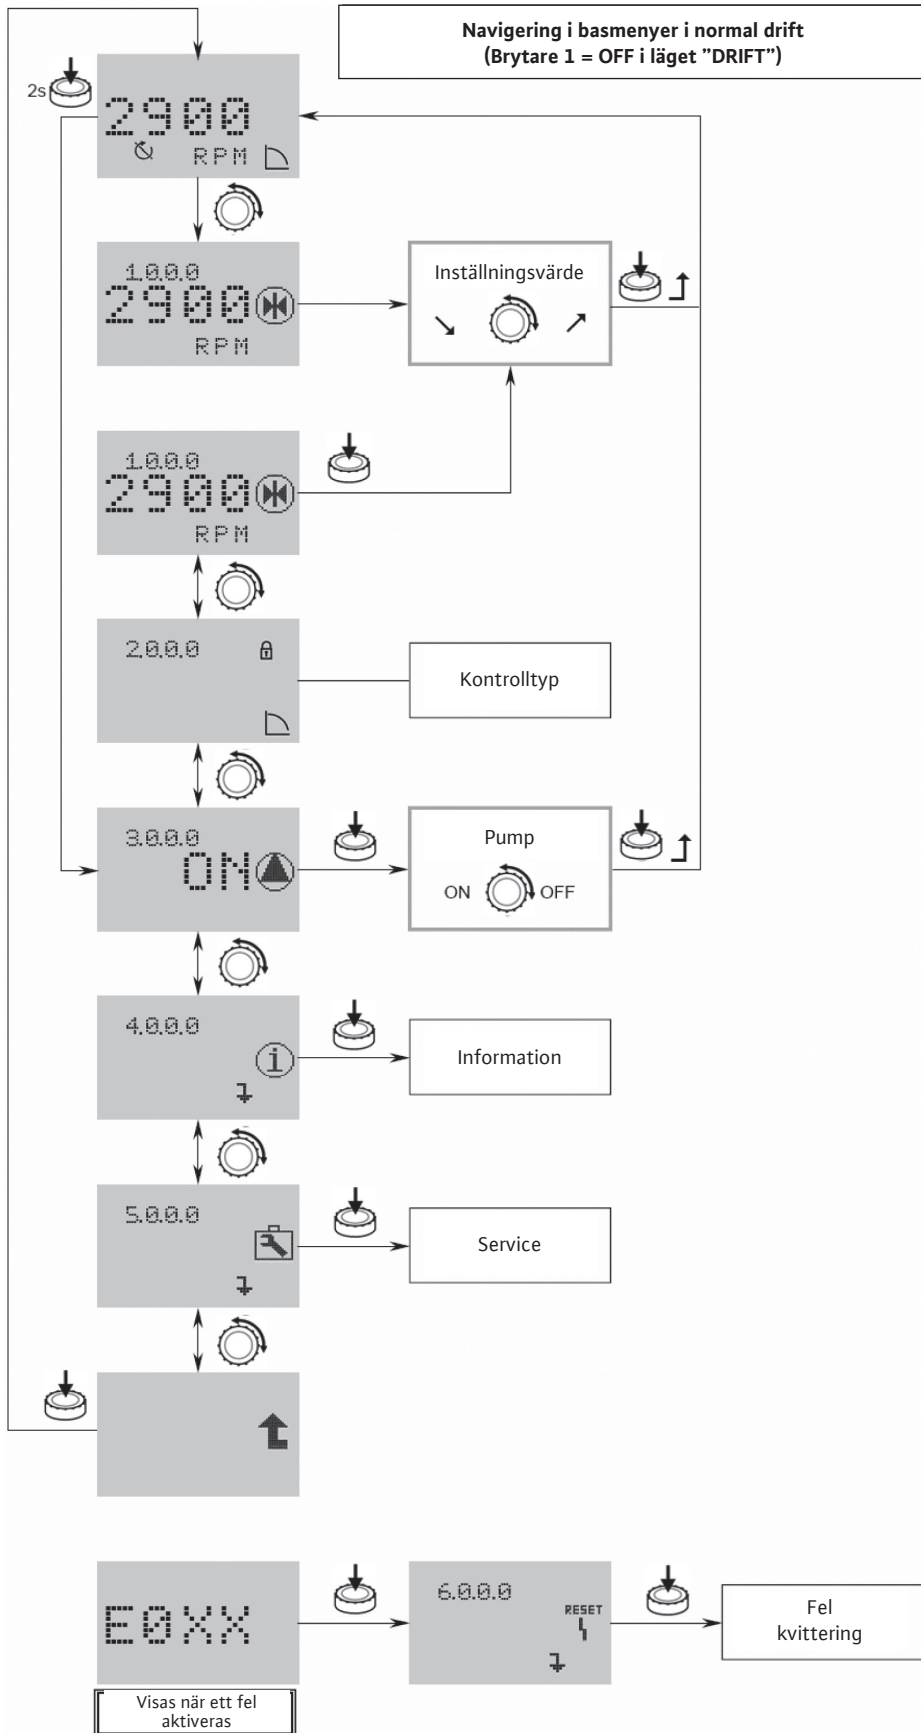 Navigering i basmenyer i normal drift
(Brytare 1 = OFF i läget ”DRIFT”)
2s
2900
RPM
1.0.0.0
2900
RPM
Inställningsvärde
1.0.0.0
2900
RPM
2.0.0.0
Kontrolltyp
3.0.0.0
ON
Pump
ON OFF
4.0.0.0
i
Information
5.0.0.0
Service
E0XX
6.0.0.0
RESET
Fel
kvittering
Visas när ett fel
aktiveras